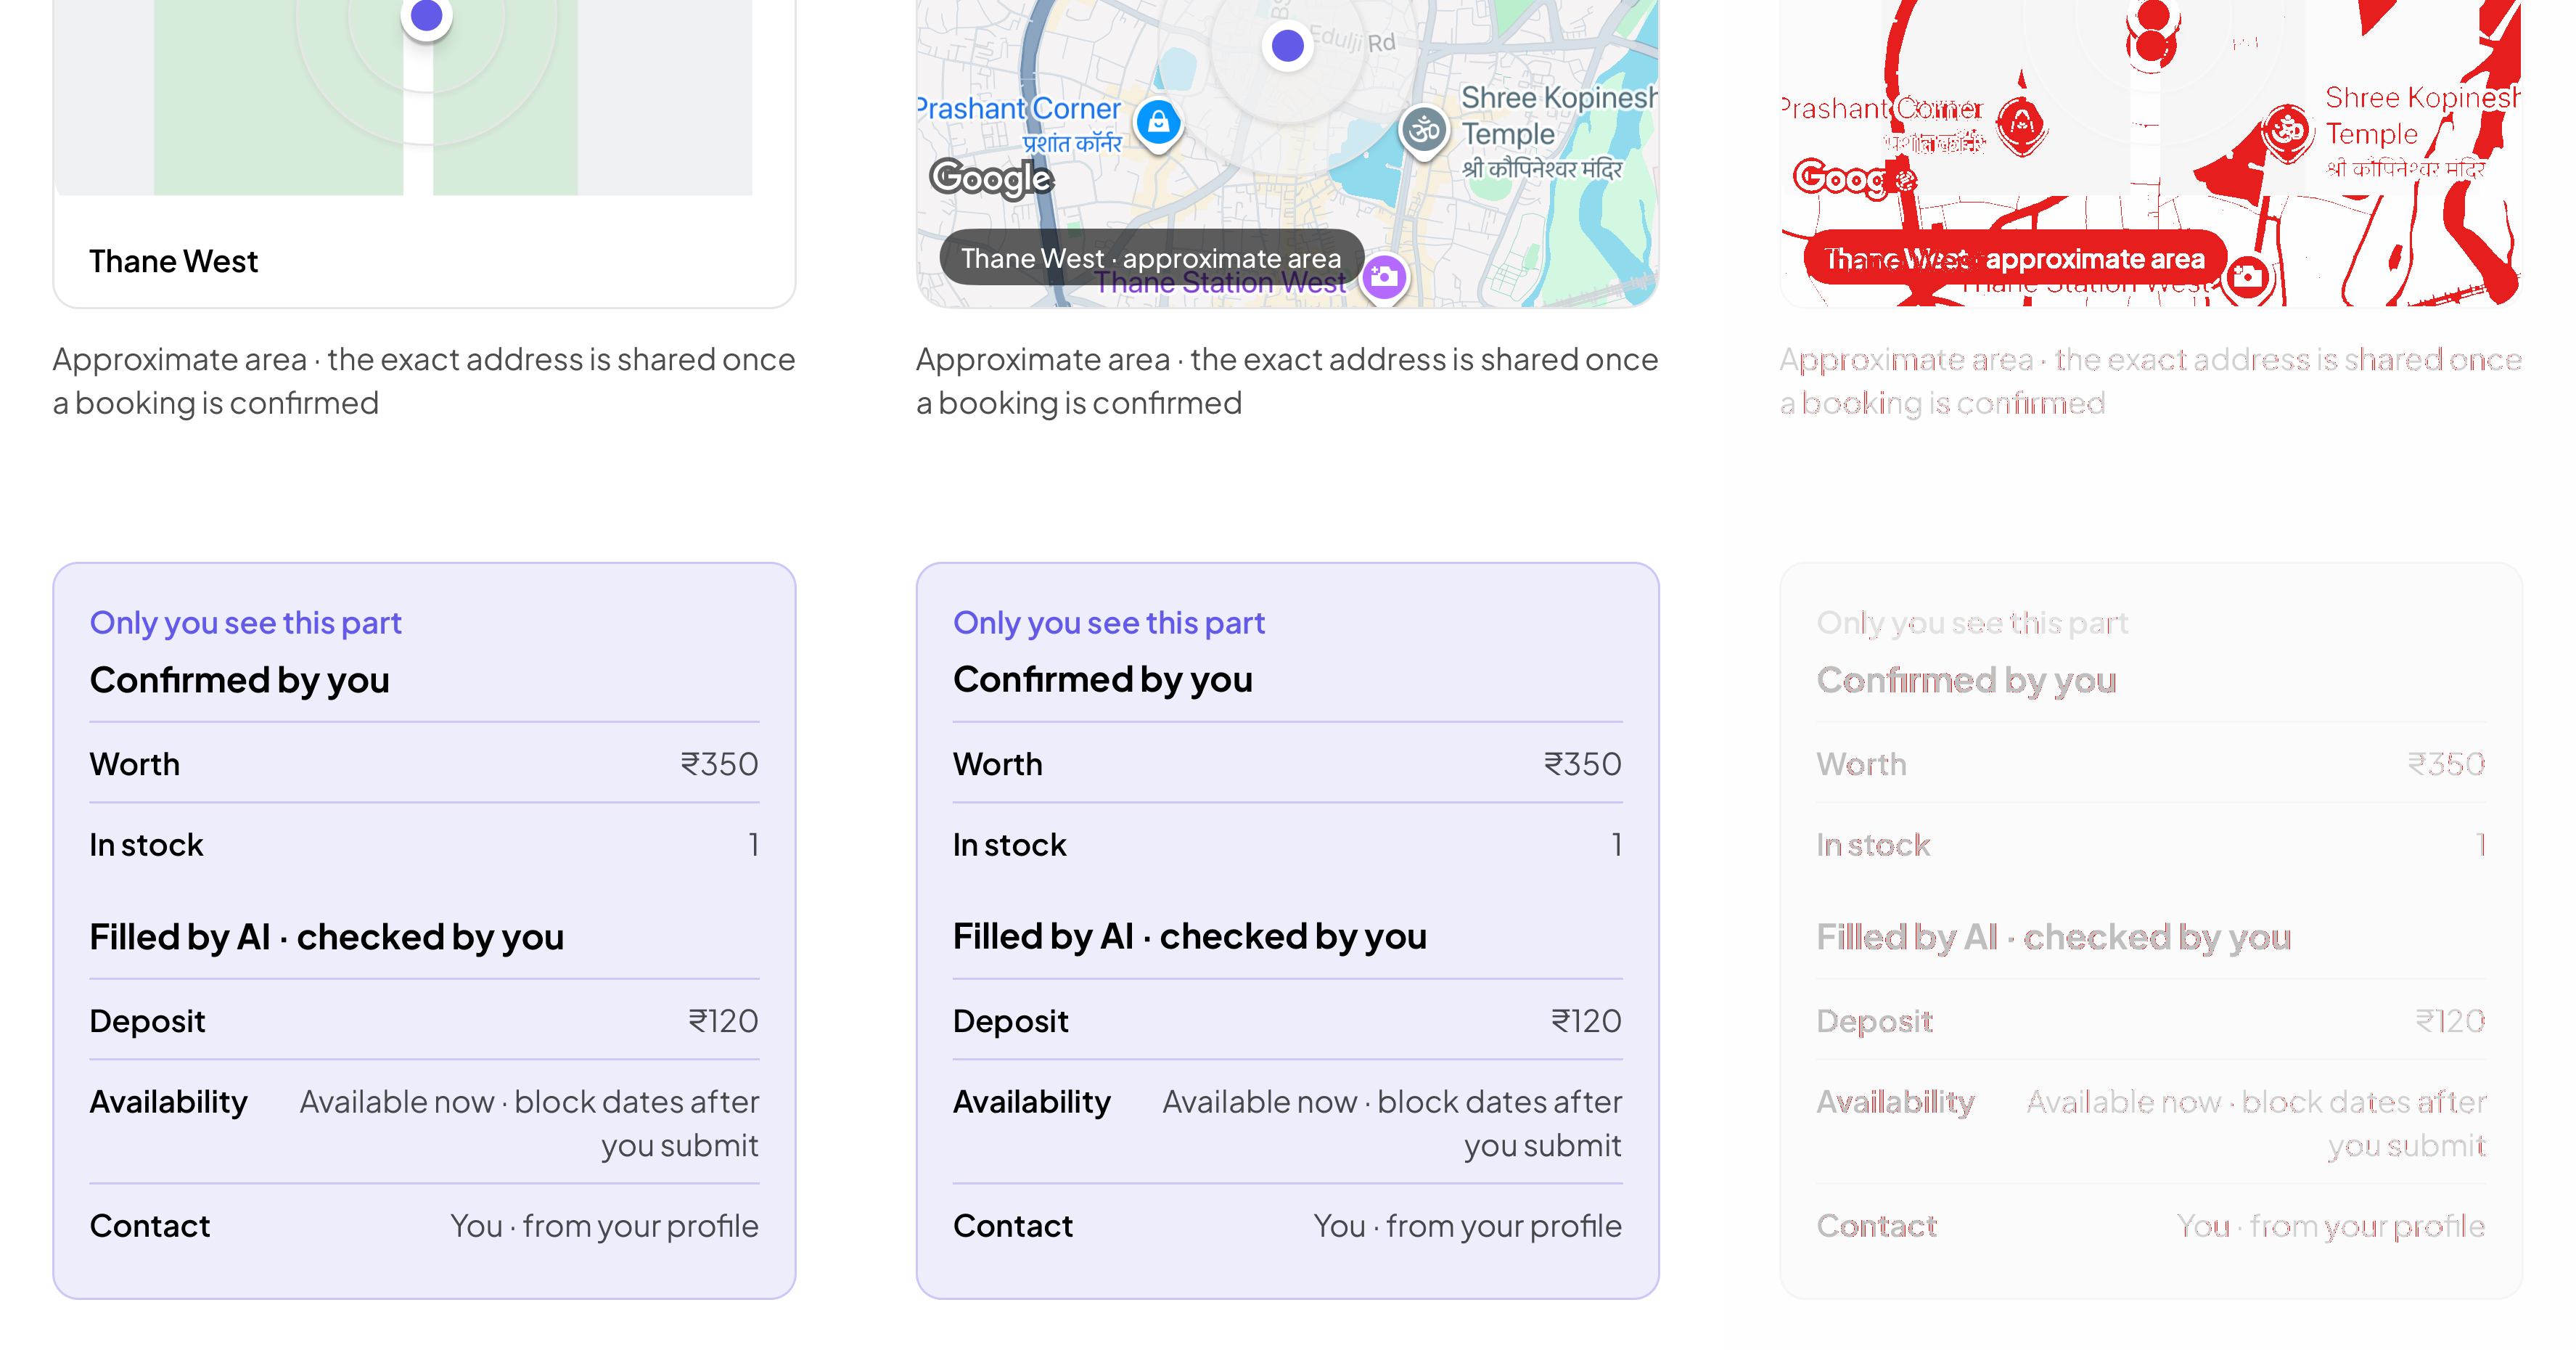 Thane West
Approximate area · the exact address is shared once
a booking is confirmed
Only you see this part
Confirmed by you
Worth ₹350
In stock 1
Filled by AI · checked by you
Deposit ₹120
Availability Available now · block dates after
you submit
Contact You · from your profile
Edulji Rd
Prashant Corner
प्रशांत कॉर्नर
Shree Kopinesh
Temple
श्री कौपिनेश्वर मंदिर
Google
Thane West · approximate area
Thane Station West
Approximate area · the exact address is shared once
a booking is confirmed
Only you see this part
Confirmed by you
Worth ₹350
In stock 1
Filled by AI · checked by you
Deposit ₹120
Availability Available now · block dates after
you submit
Contact You · from your profile
Prashant Corner
Shree Kopinesh
Temple
श्री कौपिनेश्वर मंदिर
Thane West approximate area
Thane Station West
Approximate area · the exact address is shared once
a booking is confirmed
Only you see this part
Confirmed by you
Worth ₹350
In stock 1
Filled by AI · checked by you
Deposit ₹120
Availability Available now · block dates after
you submit
Contact You · from your profile